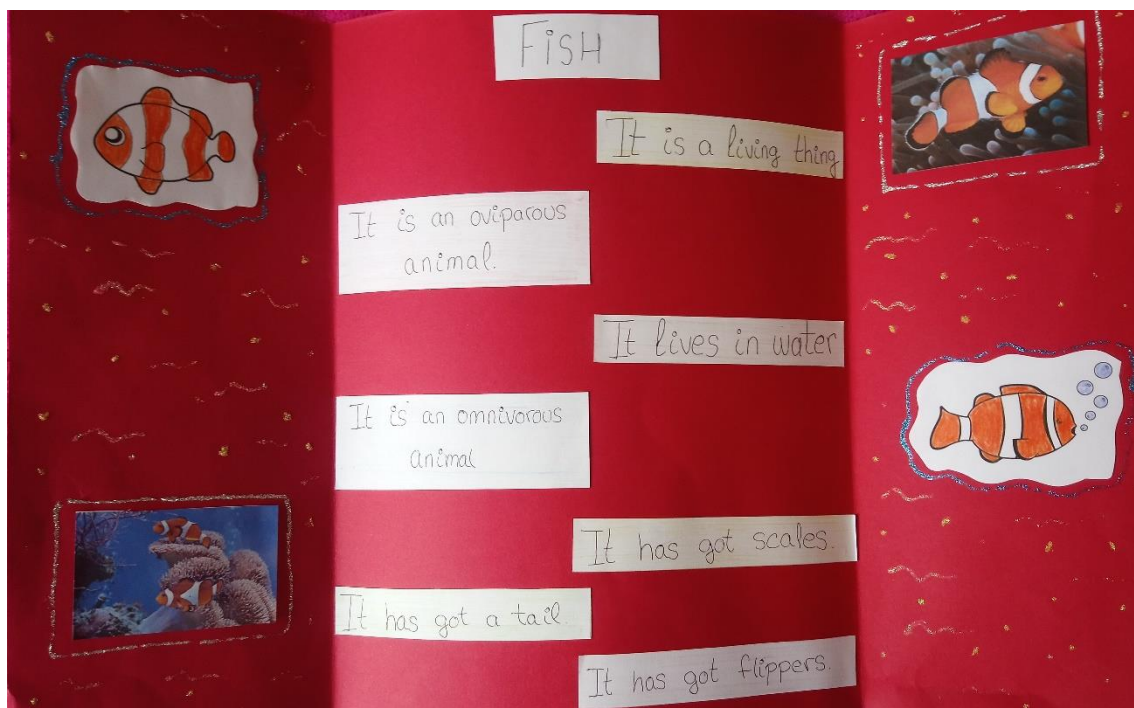 FiSH
It is a living thing
It is an oviparous
animal.
It lives in water
It is an omnivorous
animal
It has got scales.
It has got a tail.
It has got flippers.